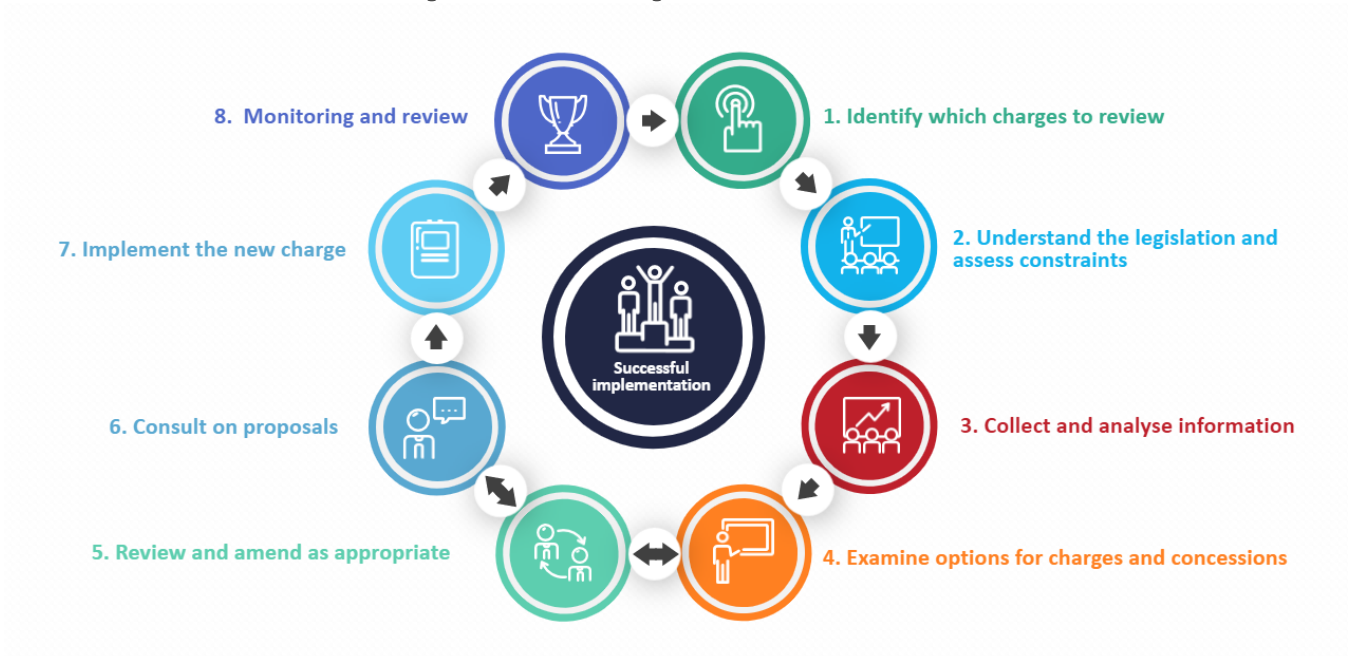 1. Identify which charges to review
2. Understand the legislation and
assess constraints
3. Collect and analyse information
4. Examine options for charges and concessions
5. Review and amend as appropriate
6. Consult on proposals
7. Implement the new charge
8.  Monitoring and review
Successful
implementation